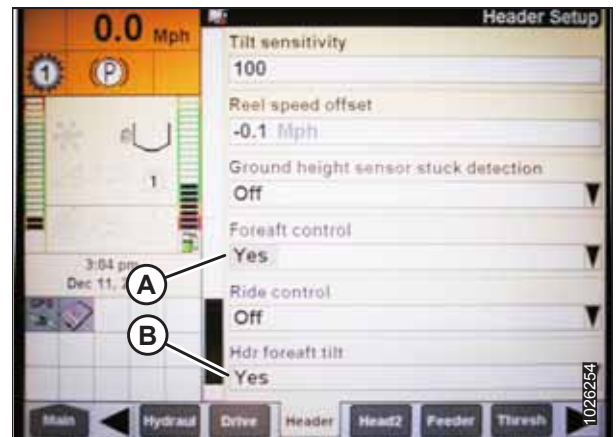 0.0 Mph
1
(P)
1
3:04 pm
Dec 11, 2
GPS
Header Setup
Tilt sensitivity
100
Reel speed offset
-0.1 Mph
Ground height sensor stuck detection
Off
Foreaft control
Yes
Ride control
Off
Hdr foreaft tilt
Yes
A
B
1026254
Main Hydraul Drive Header Head2 Feeder Thresh